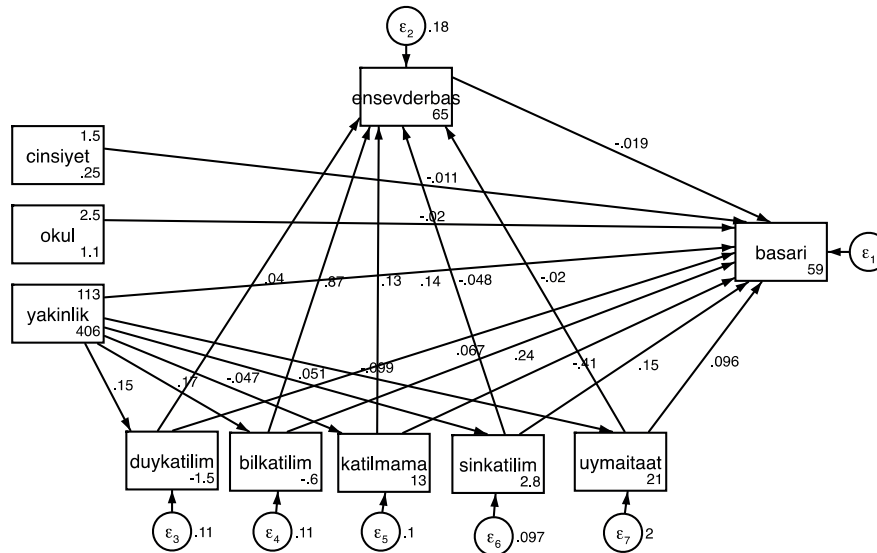 ε2 .18
ensevderbas
65
1.5
cinsiyet
.25
-.019
-.011
2.5
okul
1.1
-.02
basari
59
ε1
113
yakinlik
406
.04
.87
.13
.14
-.048
-.02
.15
.17
-.047
.051
-.099
.067
.24
-.41
.15
.096
duykatilim
-1.5
bilkatilim
-.6
katilmama
13
sinkatilim
2.8
uymaitaat
21
ε3 .11
ε4 .11
ε5 .1
ε6 .097
ε7 2